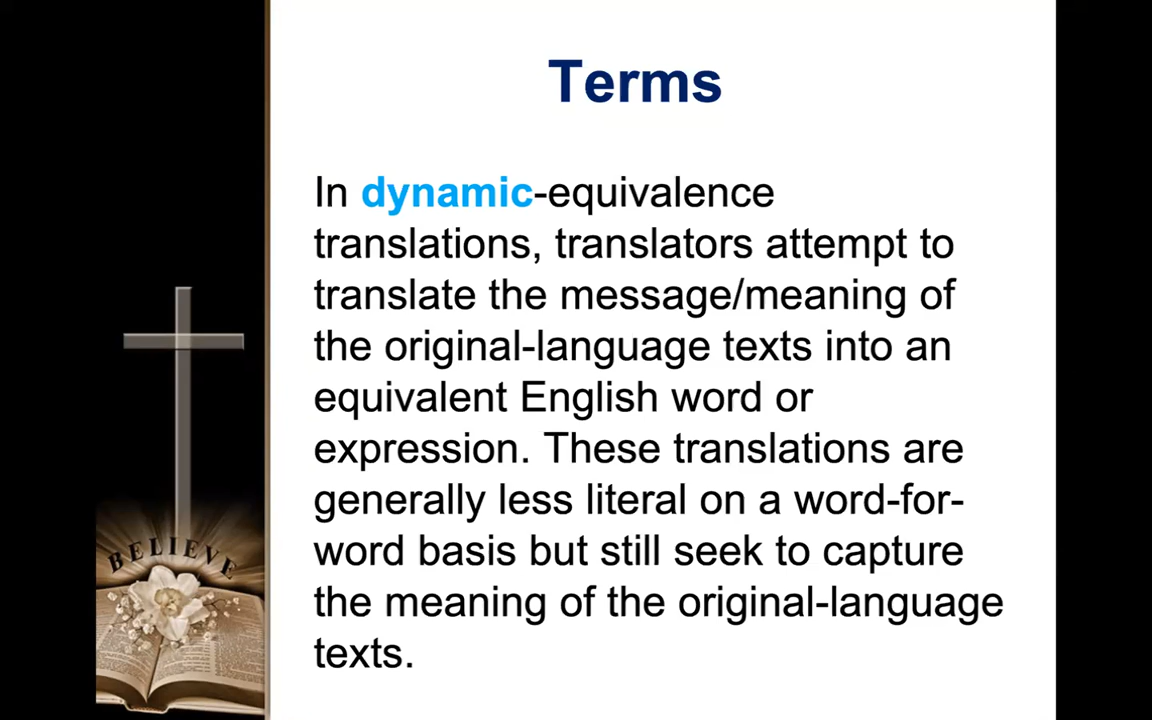 Terms
In dynamic-equivalence
translations, translators attempt to
translate the message/meaning of
the original-language texts into an
equivalent English word or
expression. These translations are
generally less literal on a word-for-
word basis but still seek to capture
the meaning of the original-language
texts.
BELIEVE